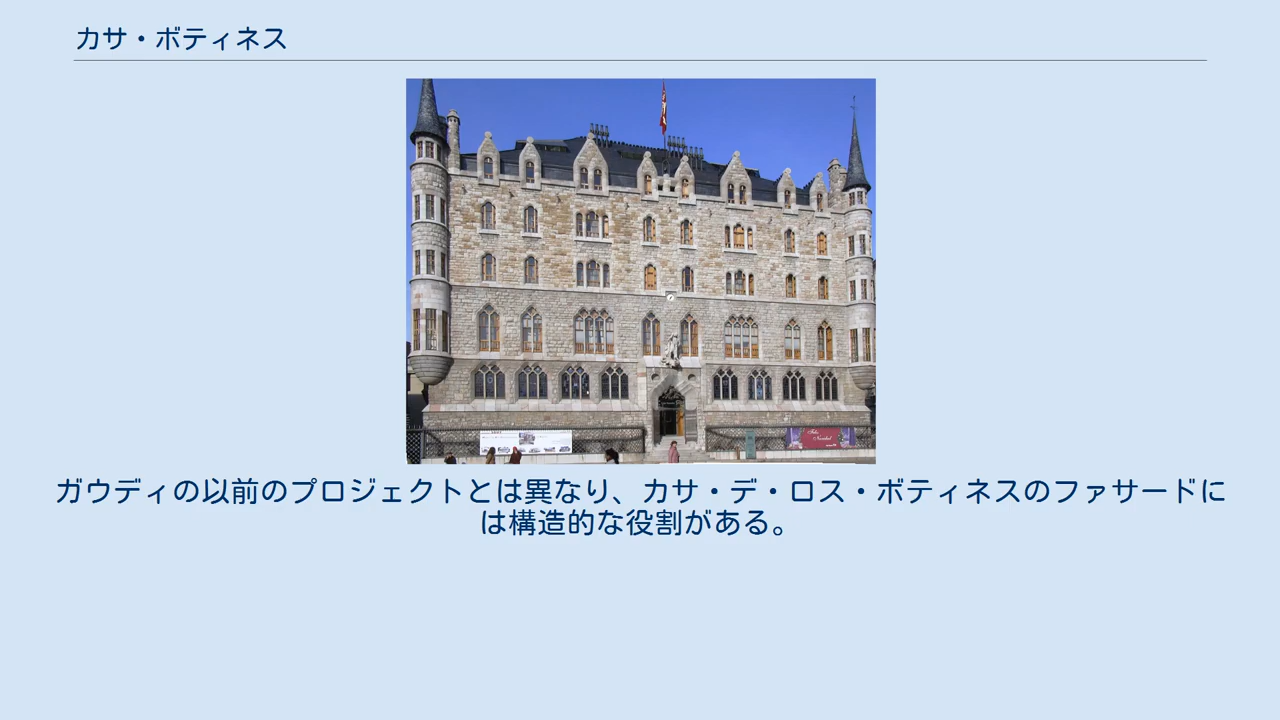 カサ・ボティネス
Feliz
Navidad
ガウディの以前のプロジェクトとは異なり、カサ・デ・ロス・ボティネスのファサードに
は構造的な役割がある。